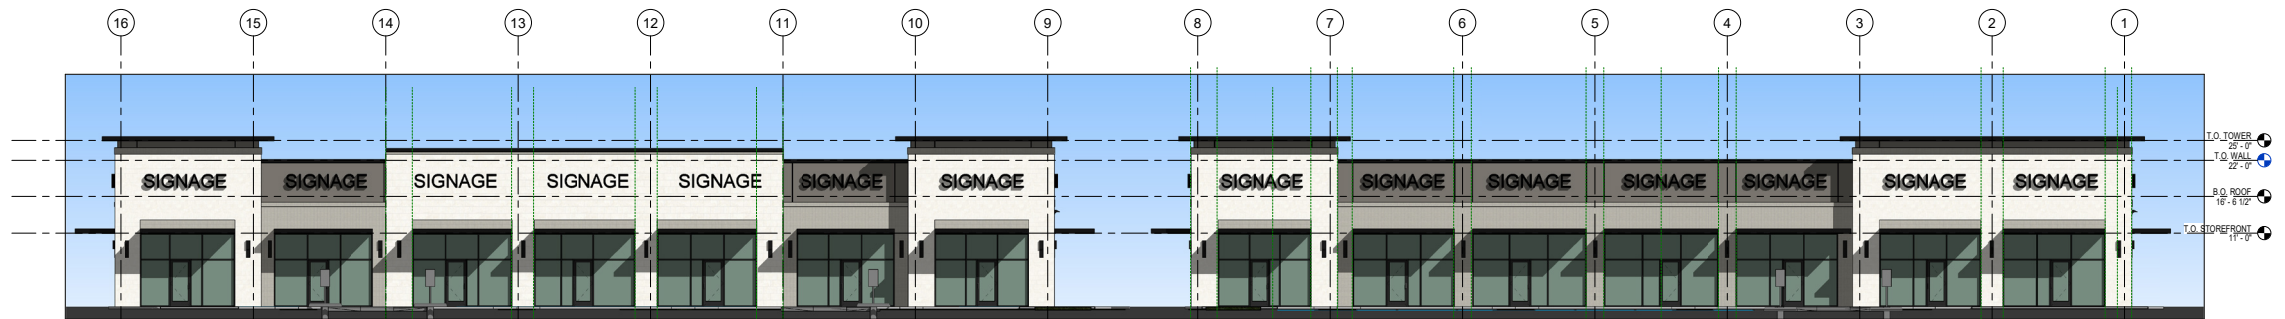 16 15 14 13 12 11 10 9 8 7 6 5 4 3 2 1
T.O. TOWER
25' - 0"
T.O. WALL
22' - 0"
SIGNAGE SIGNAGE SIGNAGE SIGNAGE SIGNAGE SIGNAGE SIGNAGE SIGNAGE SIGNAGE SIGNAGE SIGNAGE SIGNAGE SIGNAGE SIGNAGE
B.O. ROOF
16' - 6 1/2"
T.O. STOREFRONT
11' - 0"